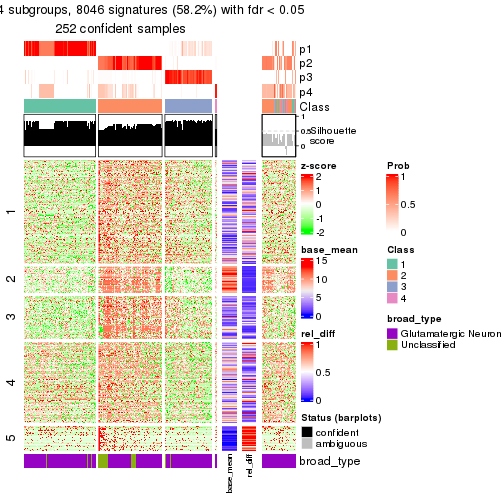 4 subgroups, 8046 signatures (58.2%) with fdr < 0.05
252 confident samples
p1
p2
p3
p4
Class
1
0.5
0
Silhouette
score
1
2
3
4
5
base_mean
rel_diff
broad_type
z-score
2
1
0
-1
-2
base_mean
15
10
5
0
rel_diff
1
0.5
0
Status (barplots)
confident
ambiguous
Prob
1
0.5
0
Class
1
2
3
4
broad_type
Glutamatergic Neuron
Unclassified